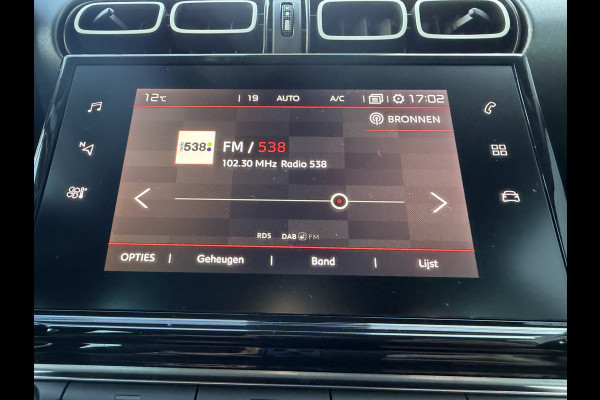 12°C | 19 AUTO A/C | 17:02
BRONNEN
538
FM / 538
102.30 MHz Radio 538
RDS DAB FM
OPTIES | Geheugen | Band | Lijst
N